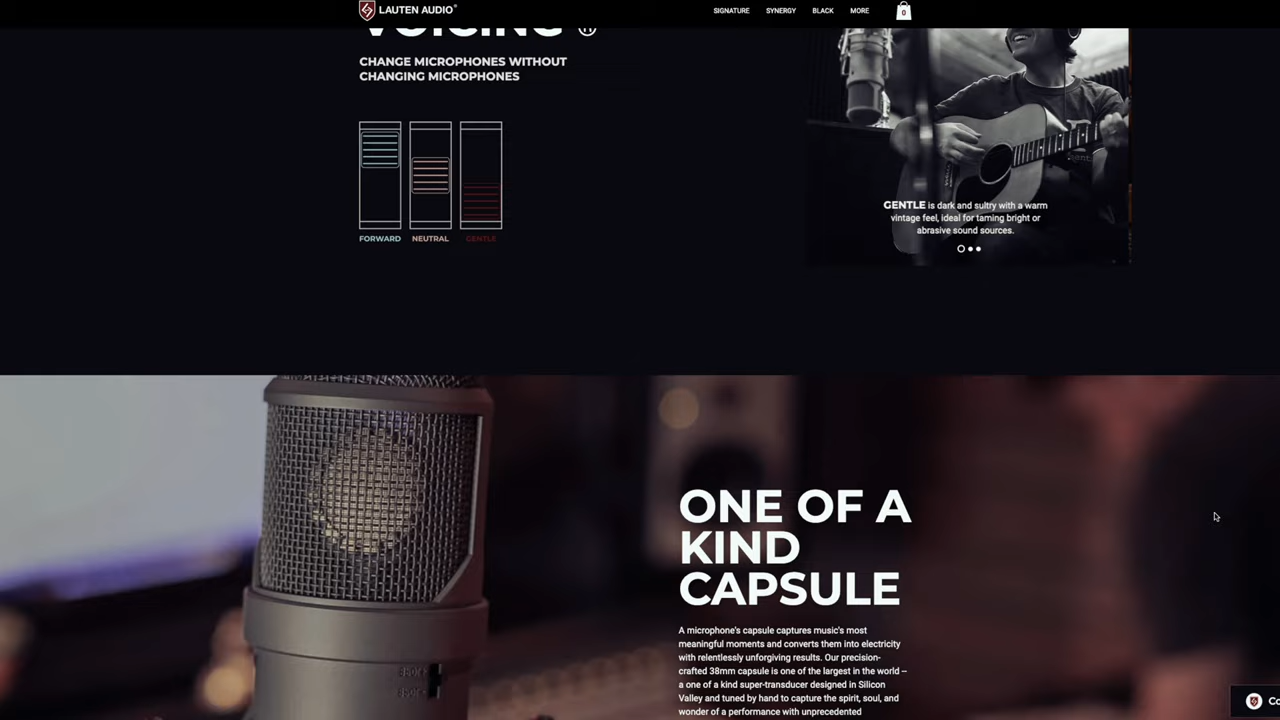 LAUTEN AUDIO®
SIGNATURE SYNERGY BLACK MORE
0
VOICING ®
CHANGE MICROPHONES WITHOUT
CHANGING MICROPHONES
FORWARD NEUTRAL GENTLE
GENTLE is dark and sultry with a warm
vintage feel, ideal for taming bright or
abrasive sound sources.
ONE OF A
KIND
CAPSULE
A microphone's capsule captures music's most
meaningful moments and converts them into electricity
with relentlessly unforgiving results. Our precision-
crafted 38mm capsule is one of the largest in the world –
a one of a kind super-transducer designed in Silicon
Valley and tuned by hand to capture the spirit, soul, and
wonder of a performance with unprecedented